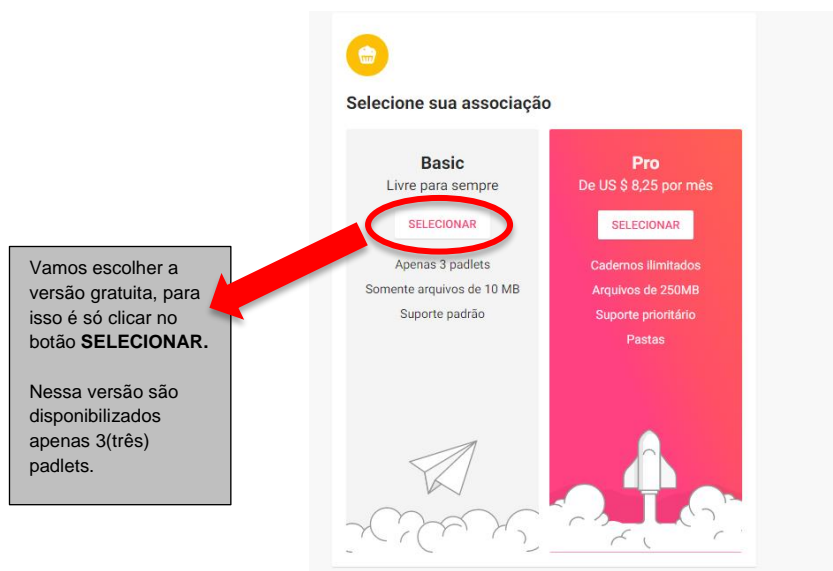 Selecione sua associação
Basic
Livre para sempre
SELECIONAR
Apenas 3 padlets
Somente arquivos de 10 MB
Suporte padrão
Pro
De US $ 8,25 por mês
SELECIONAR
Cadernos ilimitados
Arquivos de 250MB
Suporte prioritário
Pastas
Vamos escolher a
versão gratuita, para
isso é só clicar no
botão SELECIONAR.
Nessa versão são
disponibilizados
apenas 3(três)
padlets.